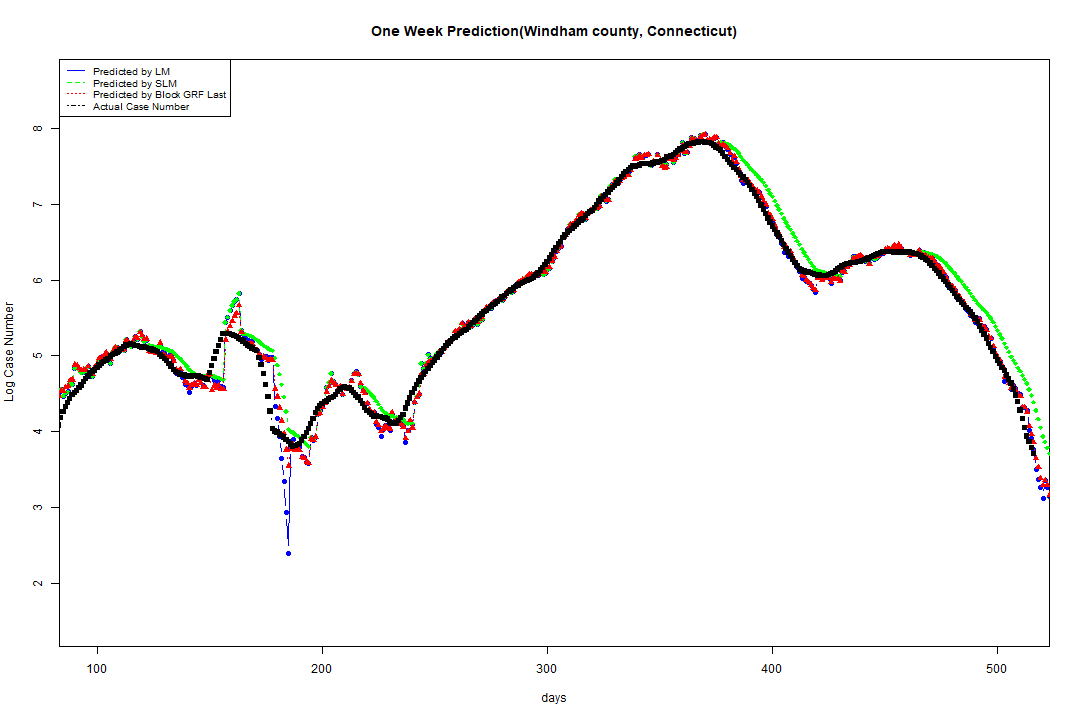 One Week Prediction(Windham county, Connecticut)
Predicted by LM
Predicted by SLM
Predicted by Block GRF Last
Actual Case Number
Log Case Number
8
7
6
5
4
3
2
100 200 300 400 500
days